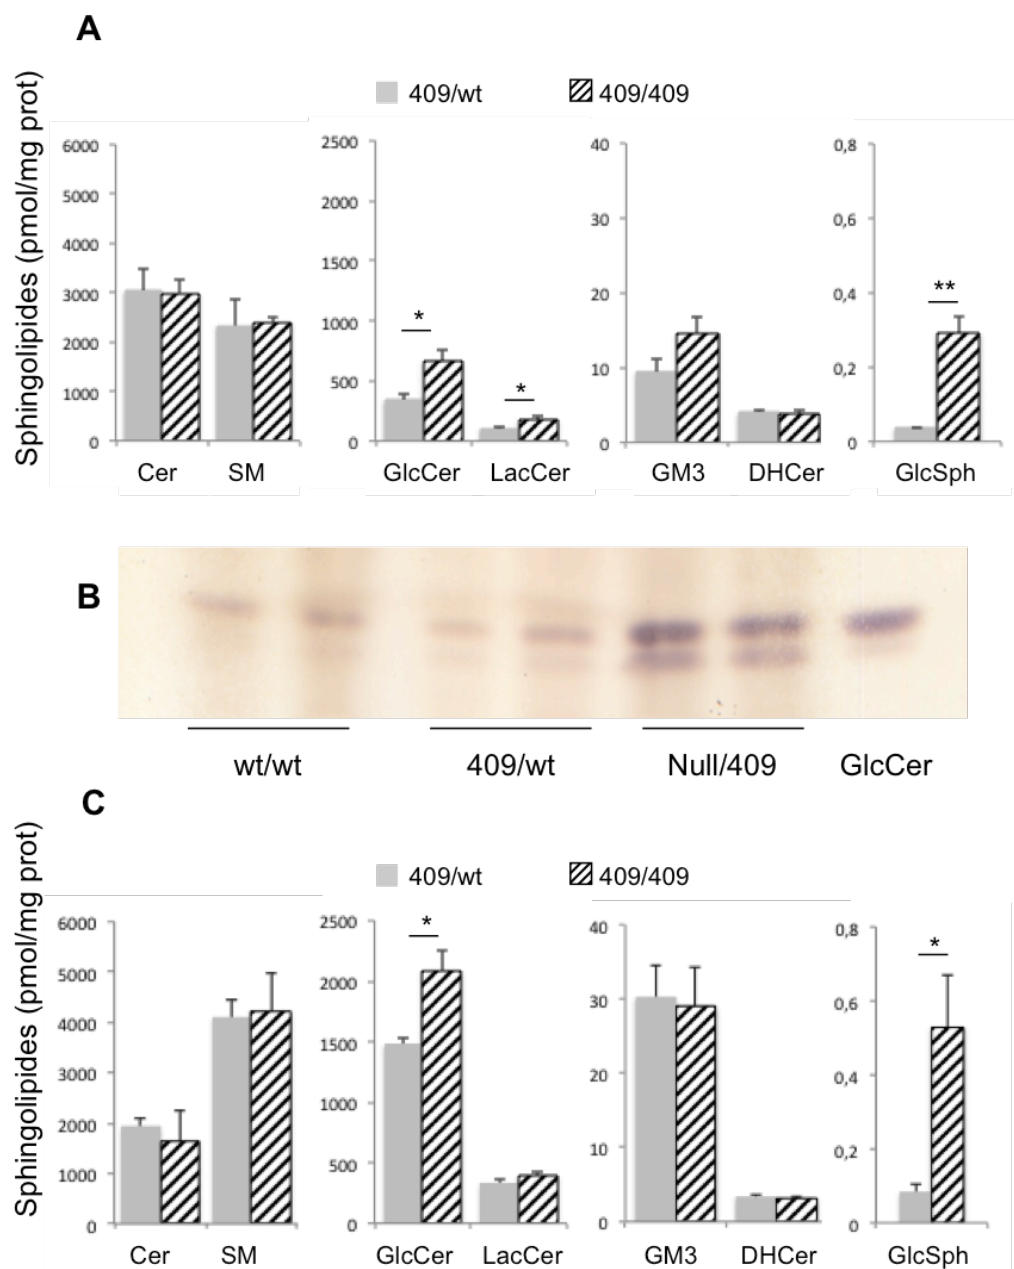 A
409/wt 409/409
Sphingolipides (pmol/mg prot)
6000 5000 4000 3000 2000 1000 0
Cer SM
2500 2000 1500 1000 500 0
* *
GlcCer LacCer
40 30 20 10 0
GM3 DHCer
0,8 0,6 0,4 0,2 0
**
GlcSph
B
wt/wt 409/wt Null/409 GlcCer
C
409/wt 409/409
Sphingolipides (pmol/mg prot)
6000 5000 4000 3000 2000 1000 0
Cer SM
2500 2000 1500 1000 500 0
*
GlcCer LacCer
40 30 20 10 0
GM3 DHCer
0,8 0,6 0,4 0,2 0
*
GlcSph